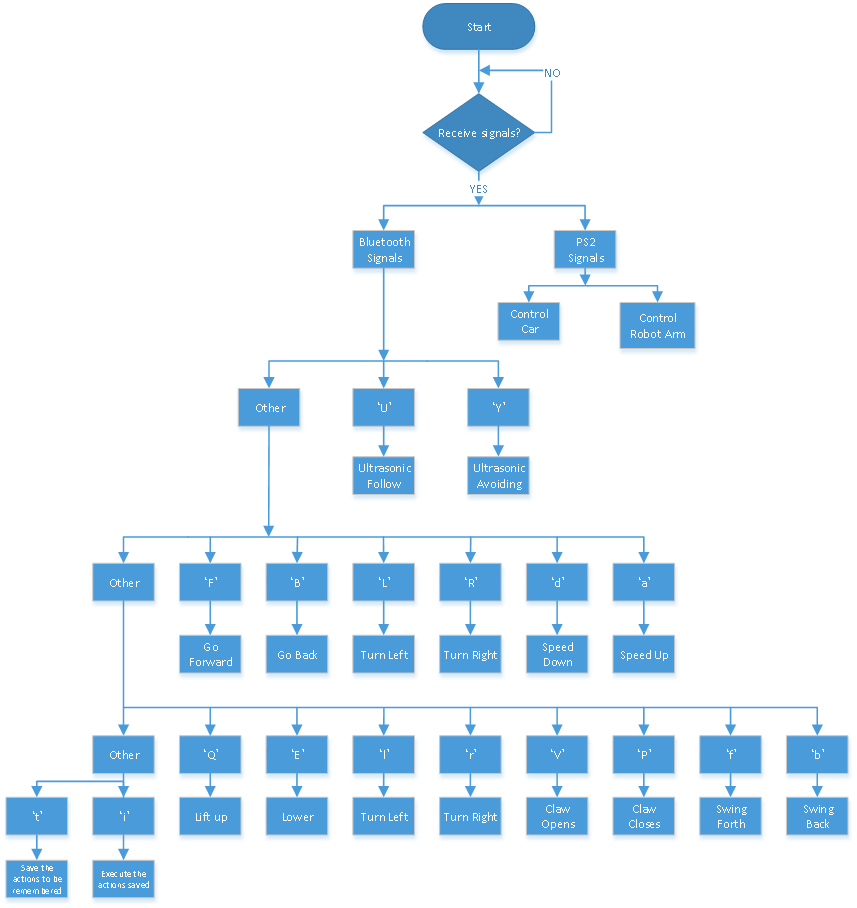 Start
NO
Receive signals?
YES
Bluetooth
Signals
PS2
Signals
Control
Car
Control
Robot Arm
Other
‘U’
‘Y’
Ultrasonic
Follow
Ultrasonic
Avoiding
Other
‘F’
‘B’
‘L’
‘R’
‘d’
‘a’
Go
Forward
Go Back
Turn Left
Turn Right
Speed
Down
Speed Up
Other
‘Q’
‘E’
‘l’
‘r’
‘V’
‘P’
‘f’
‘b’
‘t’
‘i’
Lift up
Lower
Turn Left
Turn Right
Claw
Opens
Claw
Closes
Swing
Forth
Swing
Back
Save the
actions to be
remembered
Execute the
actions saved